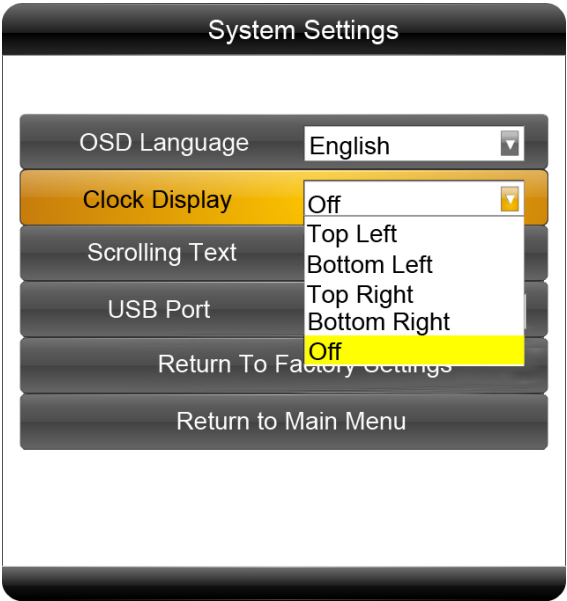 System Settings
OSD Language English
Clock Display Off
Top Left
Scrolling Text Bottom Left
Top Right
USB Port Bottom Right
Off
Return To Factory Settings
Return to Main Menu